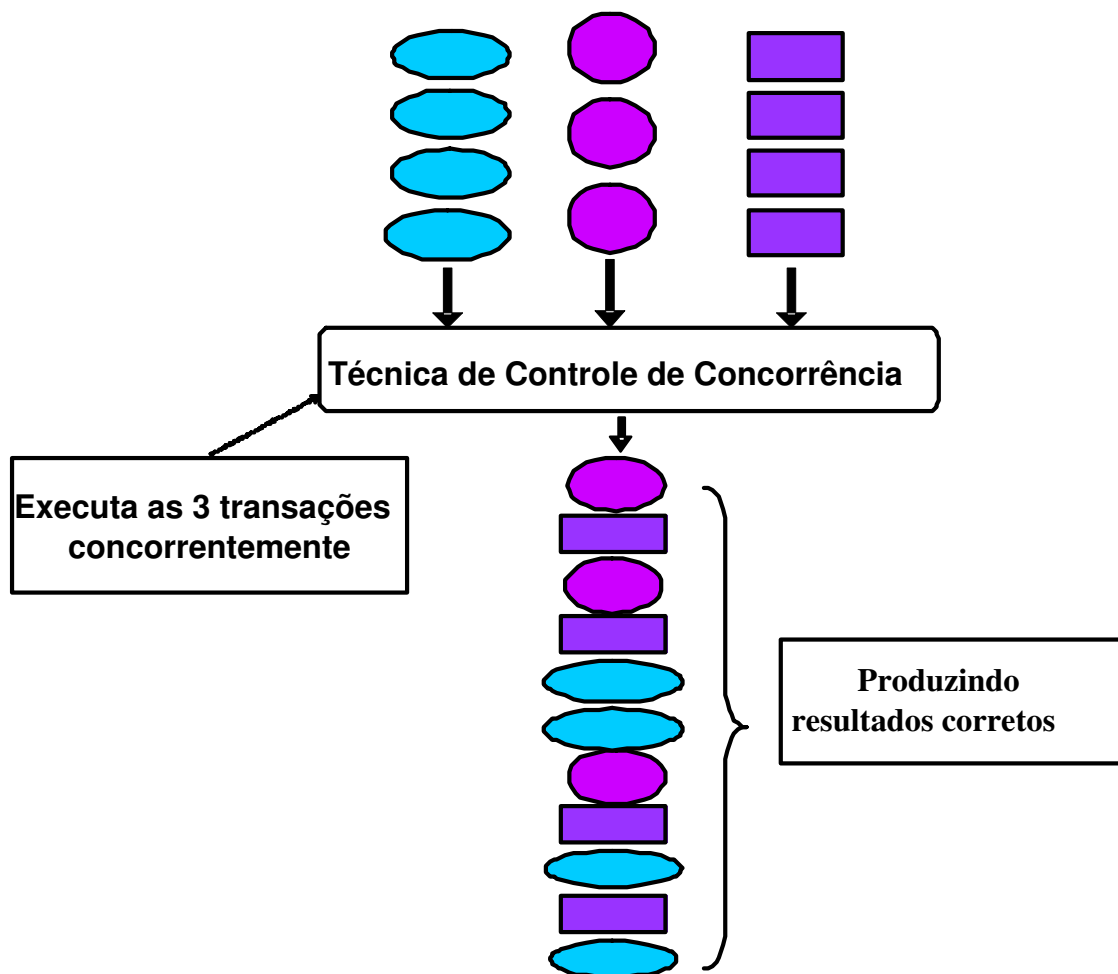 Técnica de Controle de Concorrência
Executa as 3 transações
concorrentemente
Produzindo
resultados corretos